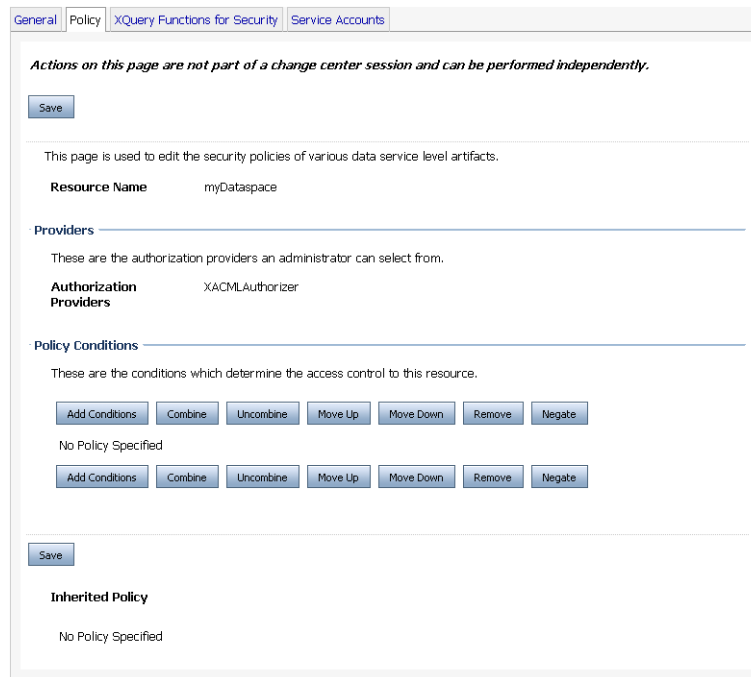 General Policy XQuery Functions for Security Service Accounts
Actions on this page are not part of a change center session and can be performed independently.
Save
This page is used to edit the security policies of various data service level artifacts.
Resource Name myDataspace
Providers
These are the authorization providers an administrator can select from.
Authorization XACMLAuthorizer
Providers
Policy Conditions
These are the conditions which determine the access control to this resource.
Add Conditions Combine Uncombine Move Up Move Down Remove Negate
No Policy Specified
Add Conditions Combine Uncombine Move Up Move Down Remove Negate
Save
Inherited Policy
No Policy Specified